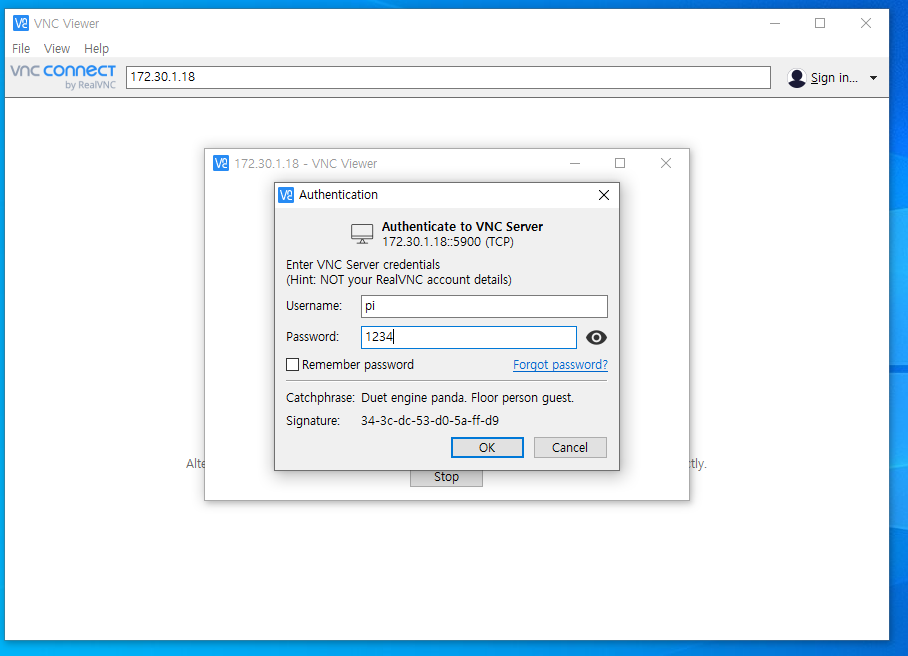 VNC Viewer
File View Help
vnc connect
by RealVNC
172.30.1.18
Sign in...
172.30.1.18 - VNC Viewer
Authentication
Authenticate to VNC Server
172.30.1.18::5900 (TCP)
Enter VNC Server credentials
(Hint: NOT your RealVNC account details)
Username: pi
Password: 1234
Remember password Forgot password?
Catchphrase: Duet engine panda. Floor person guest.
Signature: 34-3c-dc-53-d0-5a-ff-d9
OK Cancel
Stop